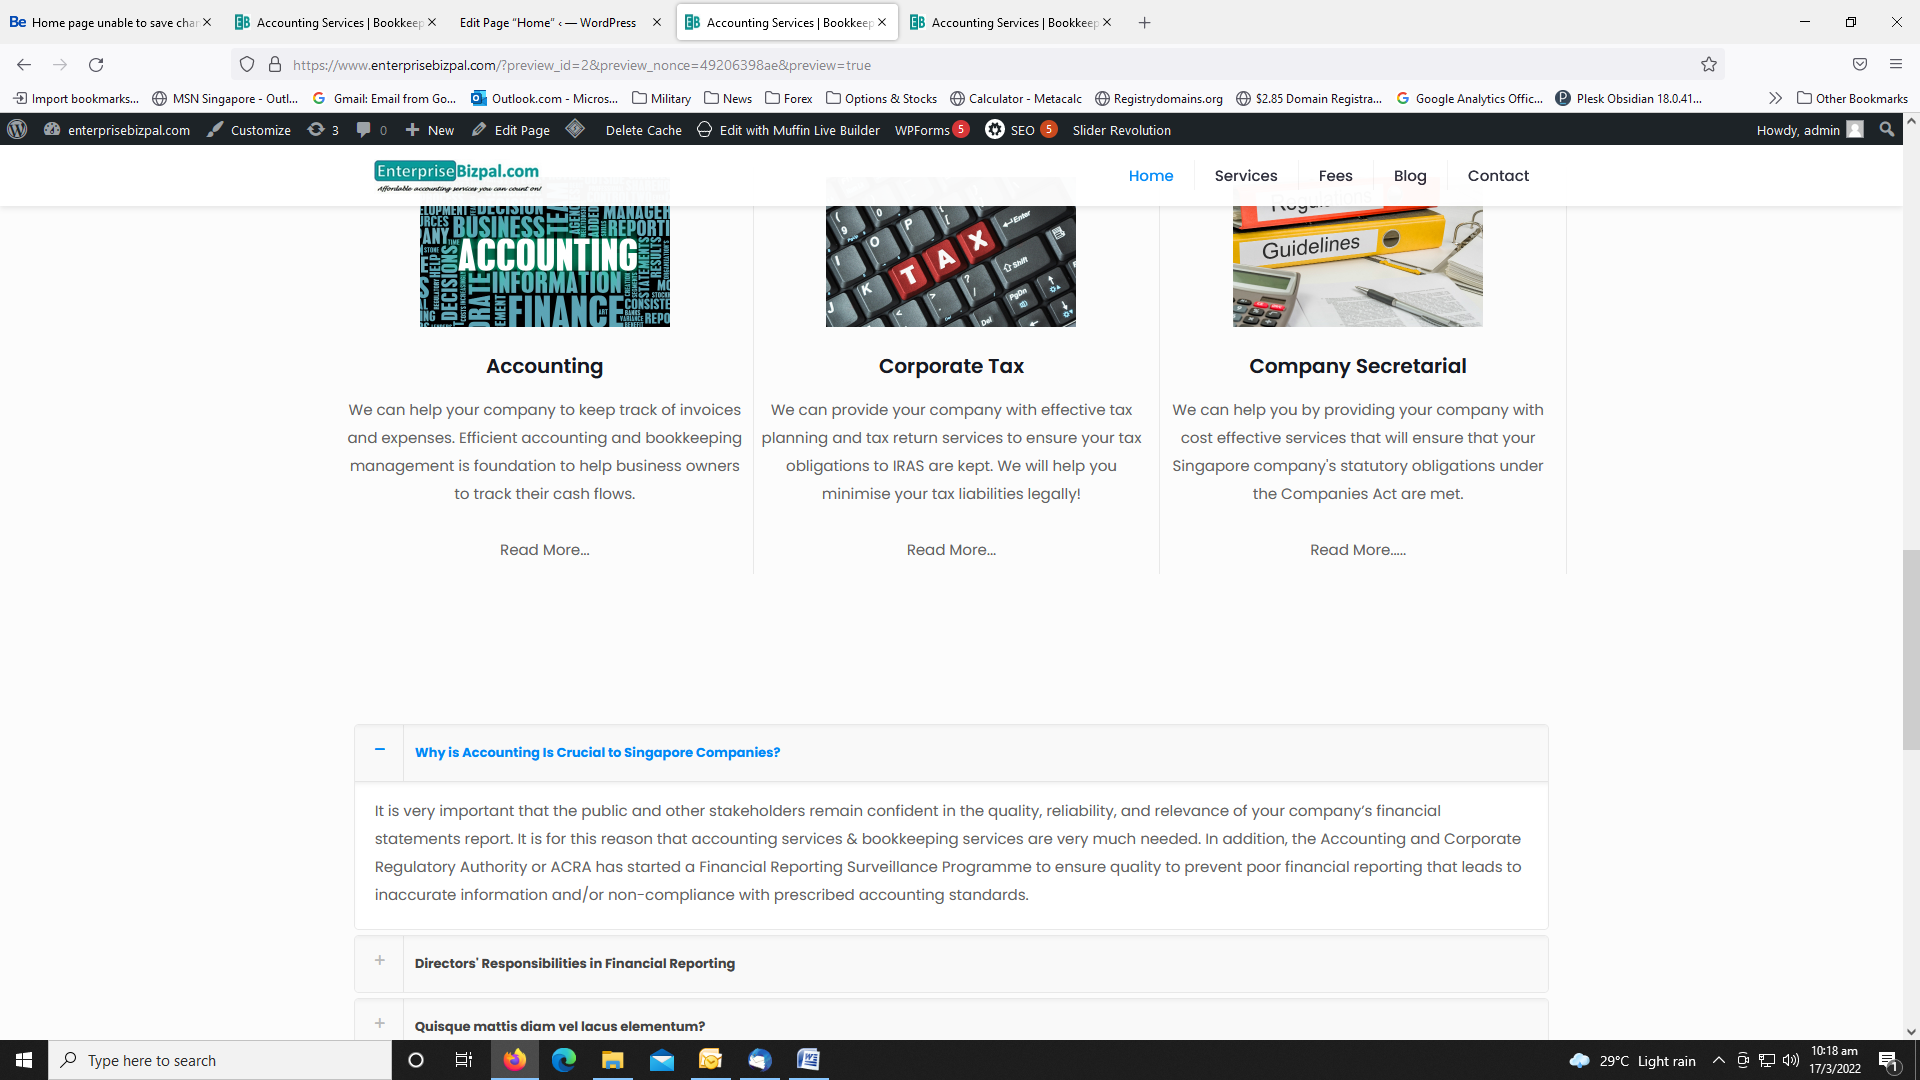 Be Home page unable to save cha
Accounting Services | Bookkeep
Edit Page “Home” ‹ — WordPress
Accounting Services | Bookkeep
Accounting Services | Bookkeep
https://www.enterprisebizpal.com/?preview_id=2&preview_nonce=49206398ae&preview=true
Import bookmarks... MSN Singapore - Outl... Gmail: Email from Go... Outlook.com - Micros... Military News Forex Options & Stocks Calculator - Metacalc Registrydomains.org $2.85 Domain Registra... Google Analytics Offic... Plesk Obsidian 18.0.41... Other Bookmarks
enterprisebizpal.com Customize 3 0 New Edit Page Delete Cache Edit with Muffin Live Builder WPForms 5 SEO 5 Slider Revolution Howdy, admin
EnterpriseBizpal.com
Affordable accounting services you can count on!
Home Services Fees Blog Contact
DECISION
MANAGER
BUSINESS
REPORTI
ACCOUNTING
INFORMATION
FINANCE
DECISIONS
TAX
Enter
Shift
PgDn
Del
Regulations
Guidelines
Accounting
We can help your company to keep track of invoices
and expenses. Efficient accounting and bookkeeping
management is foundation to help business owners
to track their cash flows.
Read More...
Corporate Tax
We can provide your company with effective tax
planning and tax return services to ensure your tax
obligations to IRAS are kept. We will help you
minimise your tax liabilities legally!
Read More...
Company Secretarial
We can help you by providing your company with
cost effective services that will ensure that your
Singapore company's statutory obligations under
the Companies Act are met.
Read More.....
Why is Accounting Is Crucial to Singapore Companies?
It is very important that the public and other stakeholders remain confident in the quality, reliability, and relevance of your company’s financial
statements report. It is for this reason that accounting services & bookkeeping services are very much needed. In addition, the Accounting and Corporate
Regulatory Authority or ACRA has started a Financial Reporting Surveillance Programme to ensure quality to prevent poor financial reporting that leads to
inaccurate information and/or non-compliance with prescribed accounting standards.
Directors' Responsibilities in Financial Reporting
Quisque mattis diam vel lacus elementum?
Type here to search
29°C Light rain
10:18 am
17/3/2022
1